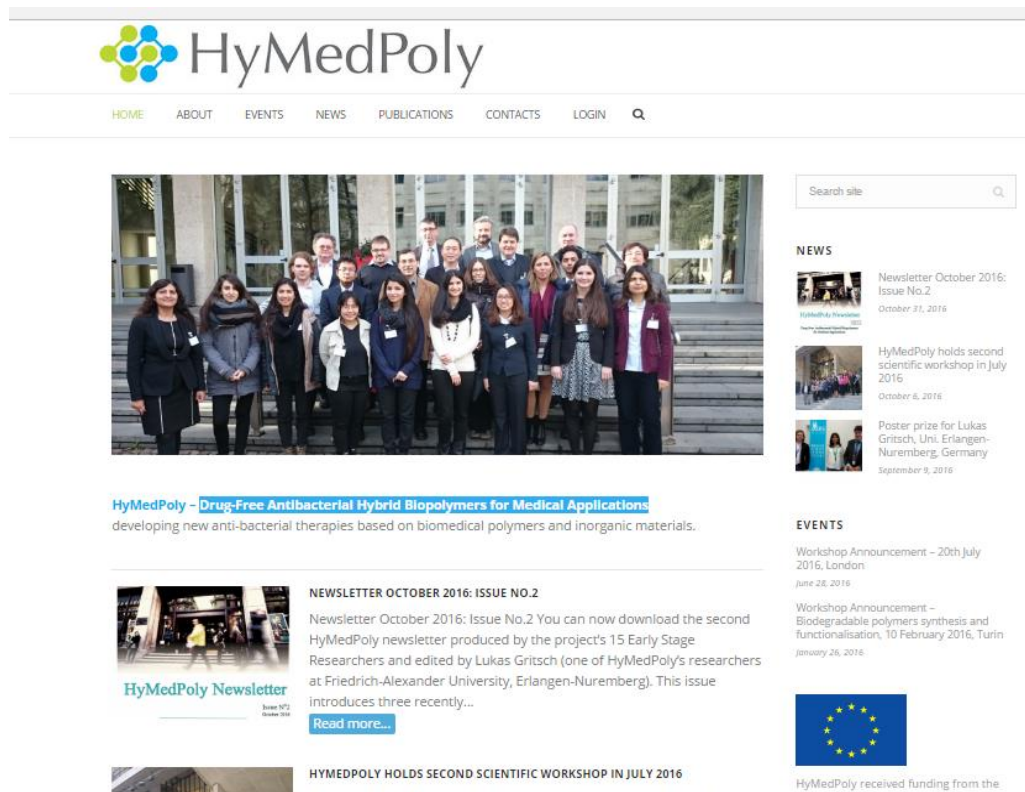 HyMedPoly
HOME ABOUT EVENTS NEWS PUBLICATIONS CONTACTS LOGIN
HyMedPoly – Drug-Free Antibacterial Hybrid Biopolymers for Medical Applications
developing new anti-bacterial therapies based on biomedical polymers and inorganic materials.
HyMedPoly Newsletter
Issue N°2
October 2016
NEWSLETTER OCTOBER 2016: ISSUE NO.2
Newsletter October 2016: Issue No.2 You can now download the second
HyMedPoly newsletter produced by the project's 15 Early Stage
Researchers and edited by Lukas Gritsch (one of HyMedPoly's researchers
at Friedrich-Alexander University, Erlangen-Nuremberg). This issue
introduces three recently...
Read more...
HYMEDPOLY HOLDS SECOND SCIENTIFIC WORKSHOP IN JULY 2016
Search site
NEWS
HyMedPoly Newsletter
Newsletter October 2016:
Issue No.2
October 31, 2016
HyMedPoly holds second
scientific workshop in July
2016
October 6, 2016
Poster prize for Lukas
Gritsch, Uni. Erlangen-
Nuremberg, Germany
September 9, 2016
EVENTS
Workshop Announcement – 20th July
2016, London
June 28, 2016
Workshop Announcement –
Biodegradable polymers synthesis and
functionalisation, 10 February 2016, Turin
January 26, 2016
HyMedPoly received funding from the